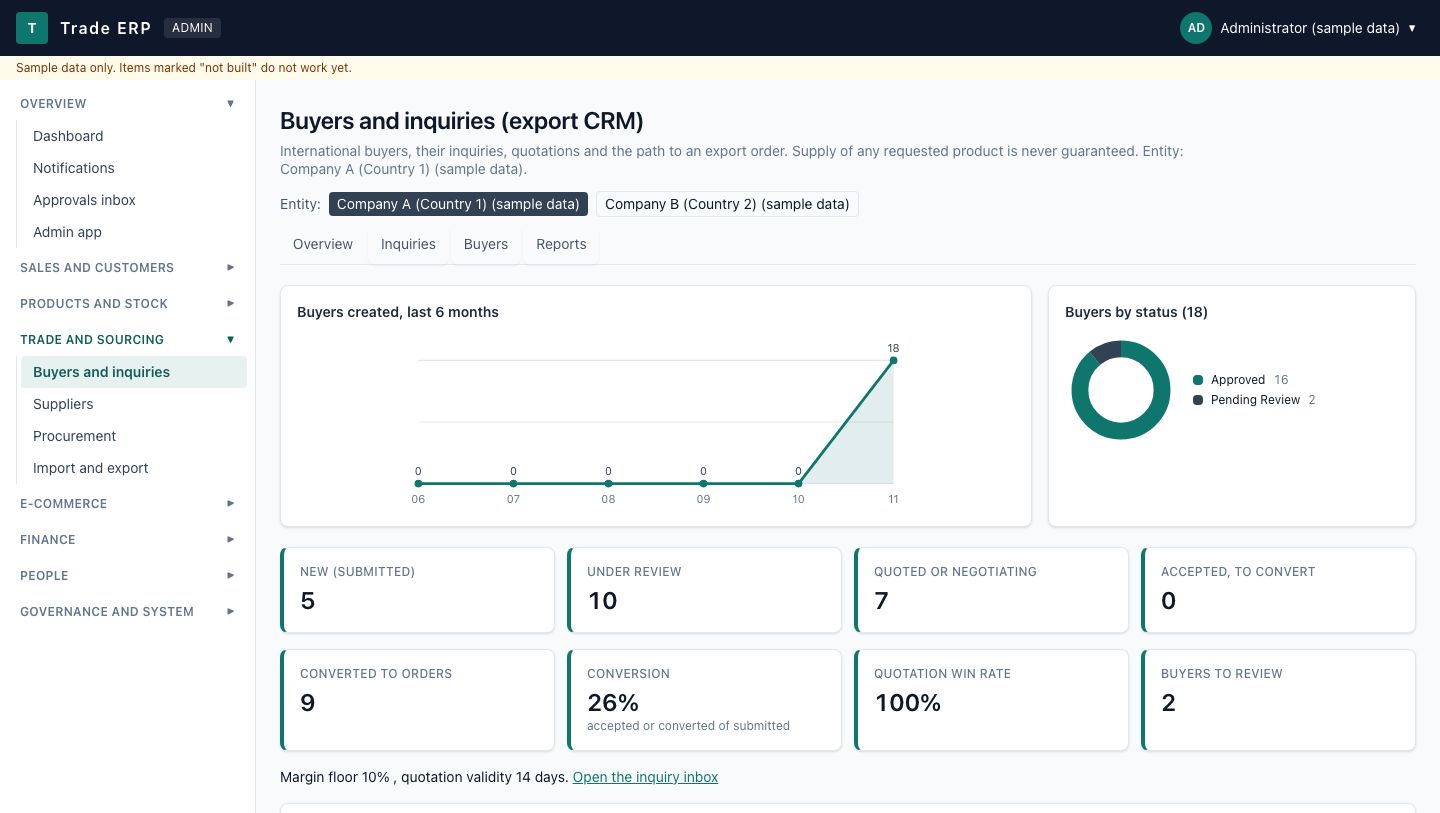 T Trade ERP ADMIN
AD Administrator (sample data) ▼
Sample data only. Items marked "not built" do not work yet.
OVERVIEW ▼
Dashboard
Notifications
Approvals inbox
Admin app
SALES AND CUSTOMERS ►
PRODUCTS AND STOCK ►
TRADE AND SOURCING ▼
Buyers and inquiries
Suppliers
Procurement
Import and export
E-COMMERCE ►
FINANCE ►
PEOPLE ►
GOVERNANCE AND SYSTEM ►
Buyers and inquiries (export CRM)
International buyers, their inquiries, quotations and the path to an export order. Supply of any requested product is never guaranteed. Entity:
Company A (Country 1) (sample data).
Entity: Company A (Country 1) (sample data) Company B (Country 2) (sample data)
Overview Inquiries Buyers Reports
Buyers created, last 6 months
18
0 0 0 0 0
06 07 08 09 10 11
Buyers by status (18)
Approved 16
Pending Review 2
NEW (SUBMITTED)
5
UNDER REVIEW
10
QUOTED OR NEGOTIATING
7
ACCEPTED, TO CONVERT
0
CONVERTED TO ORDERS
9
CONVERSION
26%
accepted or converted of submitted
QUOTATION WIN RATE
100%
BUYERS TO REVIEW
2
Margin floor 10% , quotation validity 14 days. Open the inquiry inbox